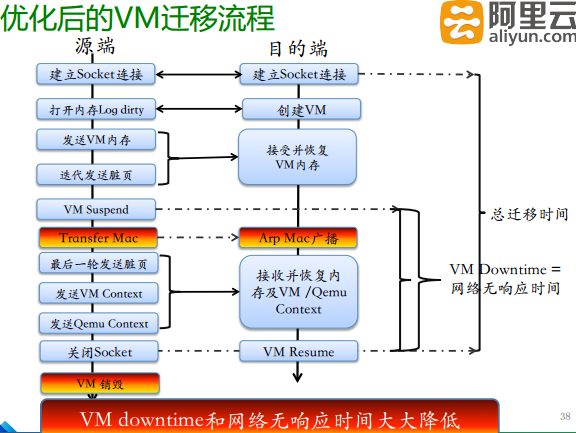 优化后的VM迁移流程
阿里云
aliyun.com
源端
目的端
建立Socket连接
建立Socket连接
打开内存Log dirty
创建VM
发送VM内存
接受并恢复
VM内存
迭代发送脏页
VM Suspend
总迁移时间
Transfer Mac
Arp Mac广播
最后一轮发送脏页
接收并恢复内
存及VM /Qemu
Context
VM Downtime =
网络无响应时间
发送VM Context
发送Qemu Context
关闭Socket
VM Resume
VM 销毁
VM downtime和网络无响应时间大大降低
38